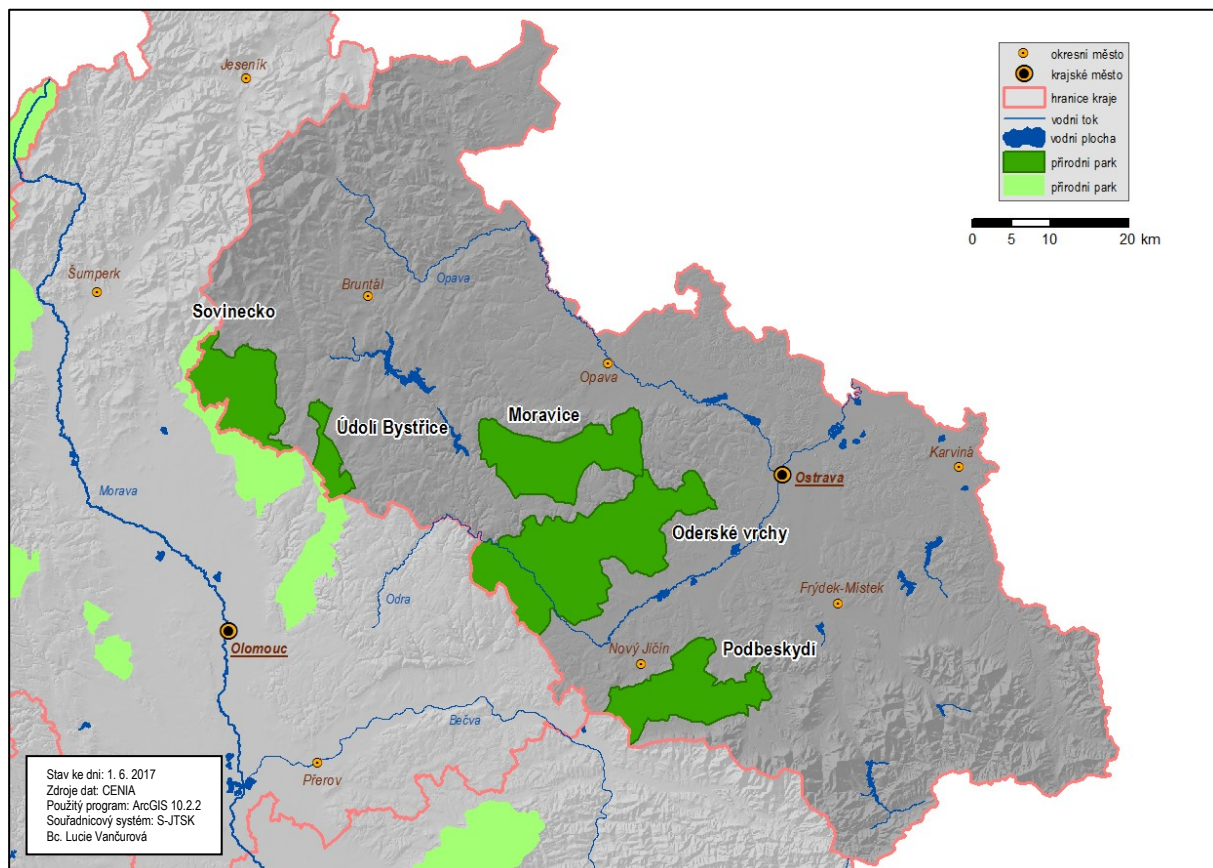 Jeseník
okresní město
krajské město
hranice kraje
vodní tok
vodní plocha
přírodní park
přírodní park
0 5 10 20 km
Šumperk
Bruntál
Opava
Sovinecko
Opava
Údolí Bystřice
Moravice
Karviná
Ostrava
Morava
Oderské vrchy
Frýdek-Místek
Odra
Olomouc
Nový Jičín
Podbeskydí
Bečva
Přerov
Stav ke dni: 1. 6. 2017
Zdroje dat: CENIA
Použitý program: ArcGIS 10.2.2
Souřadnicový systém: S-JTSK
Bc. Lucie Vančurová